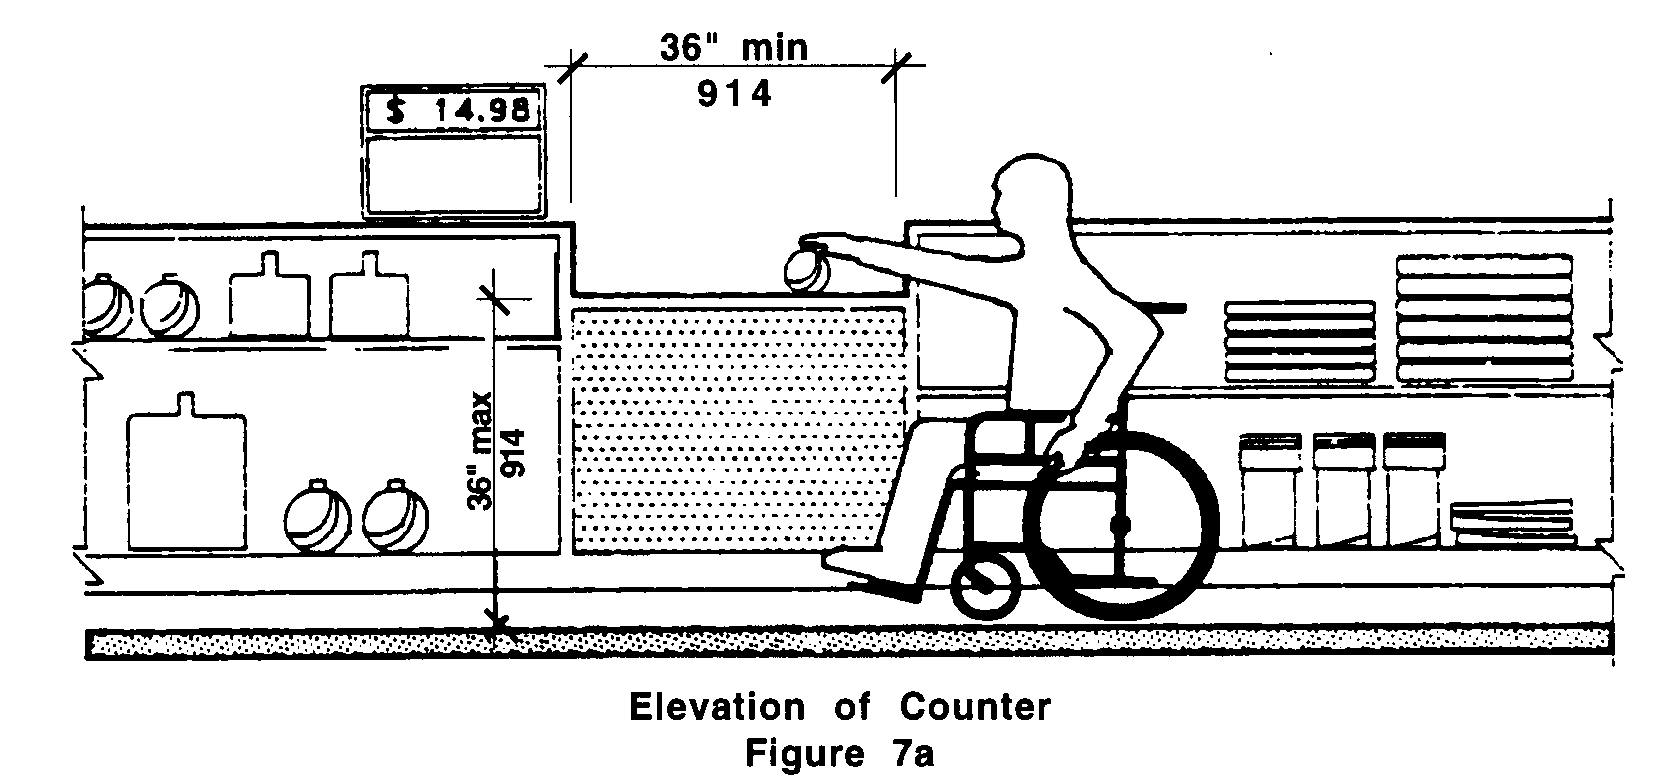 36" min
914
$ 14.98
36" max
914
Elevation of Counter
Figure 7a